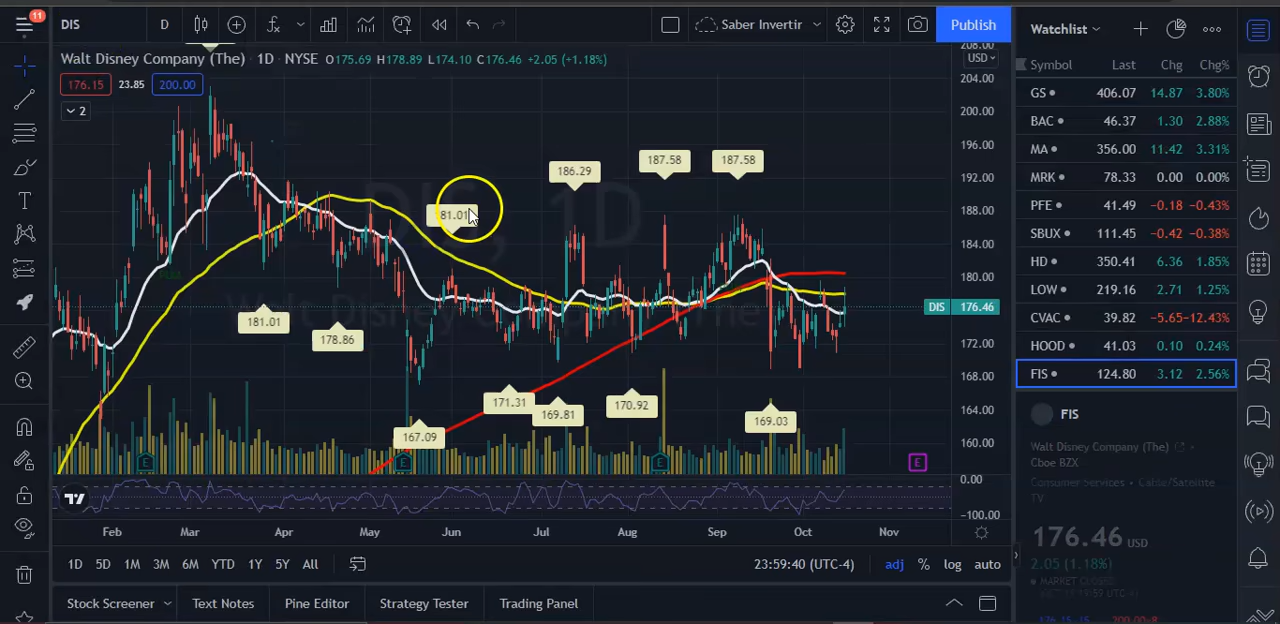 11
DIS
D
Saber Invertir
Publish
Walt Disney Company (The) • 1D • NYSE O175.69 H178.89 L174.10 C176.46 +2.05 (+1.18%)
176.15 23.85 200.00
2
208.00
USD
204.00
200.00
196.00
192.00
188.00
184.00
180.00
DIS 176.46
172.00
168.00
164.00
160.00
0.00
-100.00
DIS, 1D
186.29
187.58
187.58
81.01
181.01
178.86
167.09
171.31
169.81
170.92
169.03
E
E
E
E
Feb Mar Apr May Jun Jul Aug Sep Oct Nov
1D 5D 1M 3M 6M YTD 1Y 5Y All
23:59:40 (UTC-4) adj % log auto
Stock Screener Text Notes Pine Editor Strategy Tester Trading Panel
Watchlist
Symbol Last Chg Chg%
GS 406.07 14.87 3.80%
BAC 46.37 1.30 2.88%
MA 356.00 11.42 3.31%
MRK 78.33 0.00 0.00%
PFE 41.49 -0.18 -0.43%
SBUX 111.45 -0.42 -0.38%
HD 350.41 6.36 1.85%
LOW 219.16 2.71 1.25%
CVAC 39.82 -5.65 -12.43%
HOOD 41.03 0.10 0.24%
FIS 124.80 3.12 2.56%
FIS
Walt Disney Company (The)
Cboe BZX
Consumer Services • Cable/Satellite
TV
176.46 USD
2.05 (1.18%)